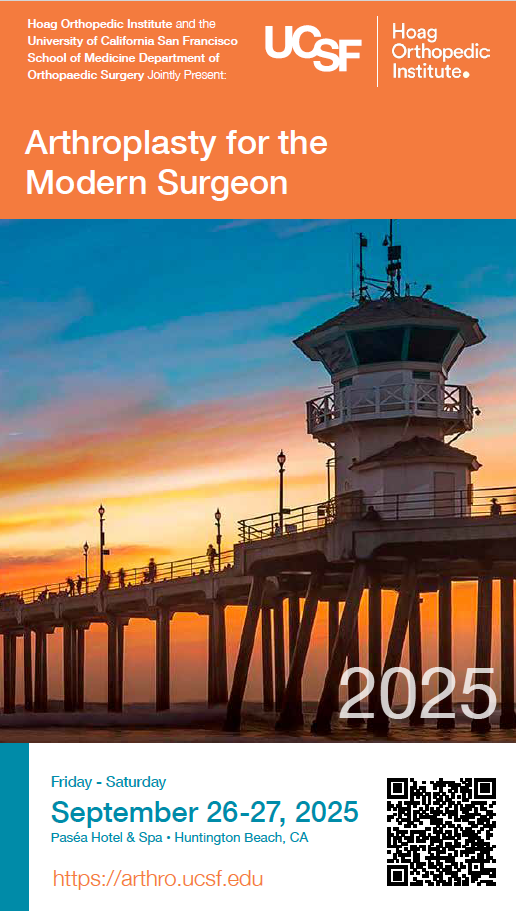 Hoag Orthopedic Institute and the
University of California San Francisco
School of Medicine Department of
Orthopaedic Surgery Jointly Present:
UCSF
Hoag
Orthopedic
Institute.
Arthroplasty for the
Modern Surgeon
2025
Friday - Saturday
September 26-27, 2025
Paséa Hotel & Spa • Huntington Beach, CA
https://arthro.ucsf.edu